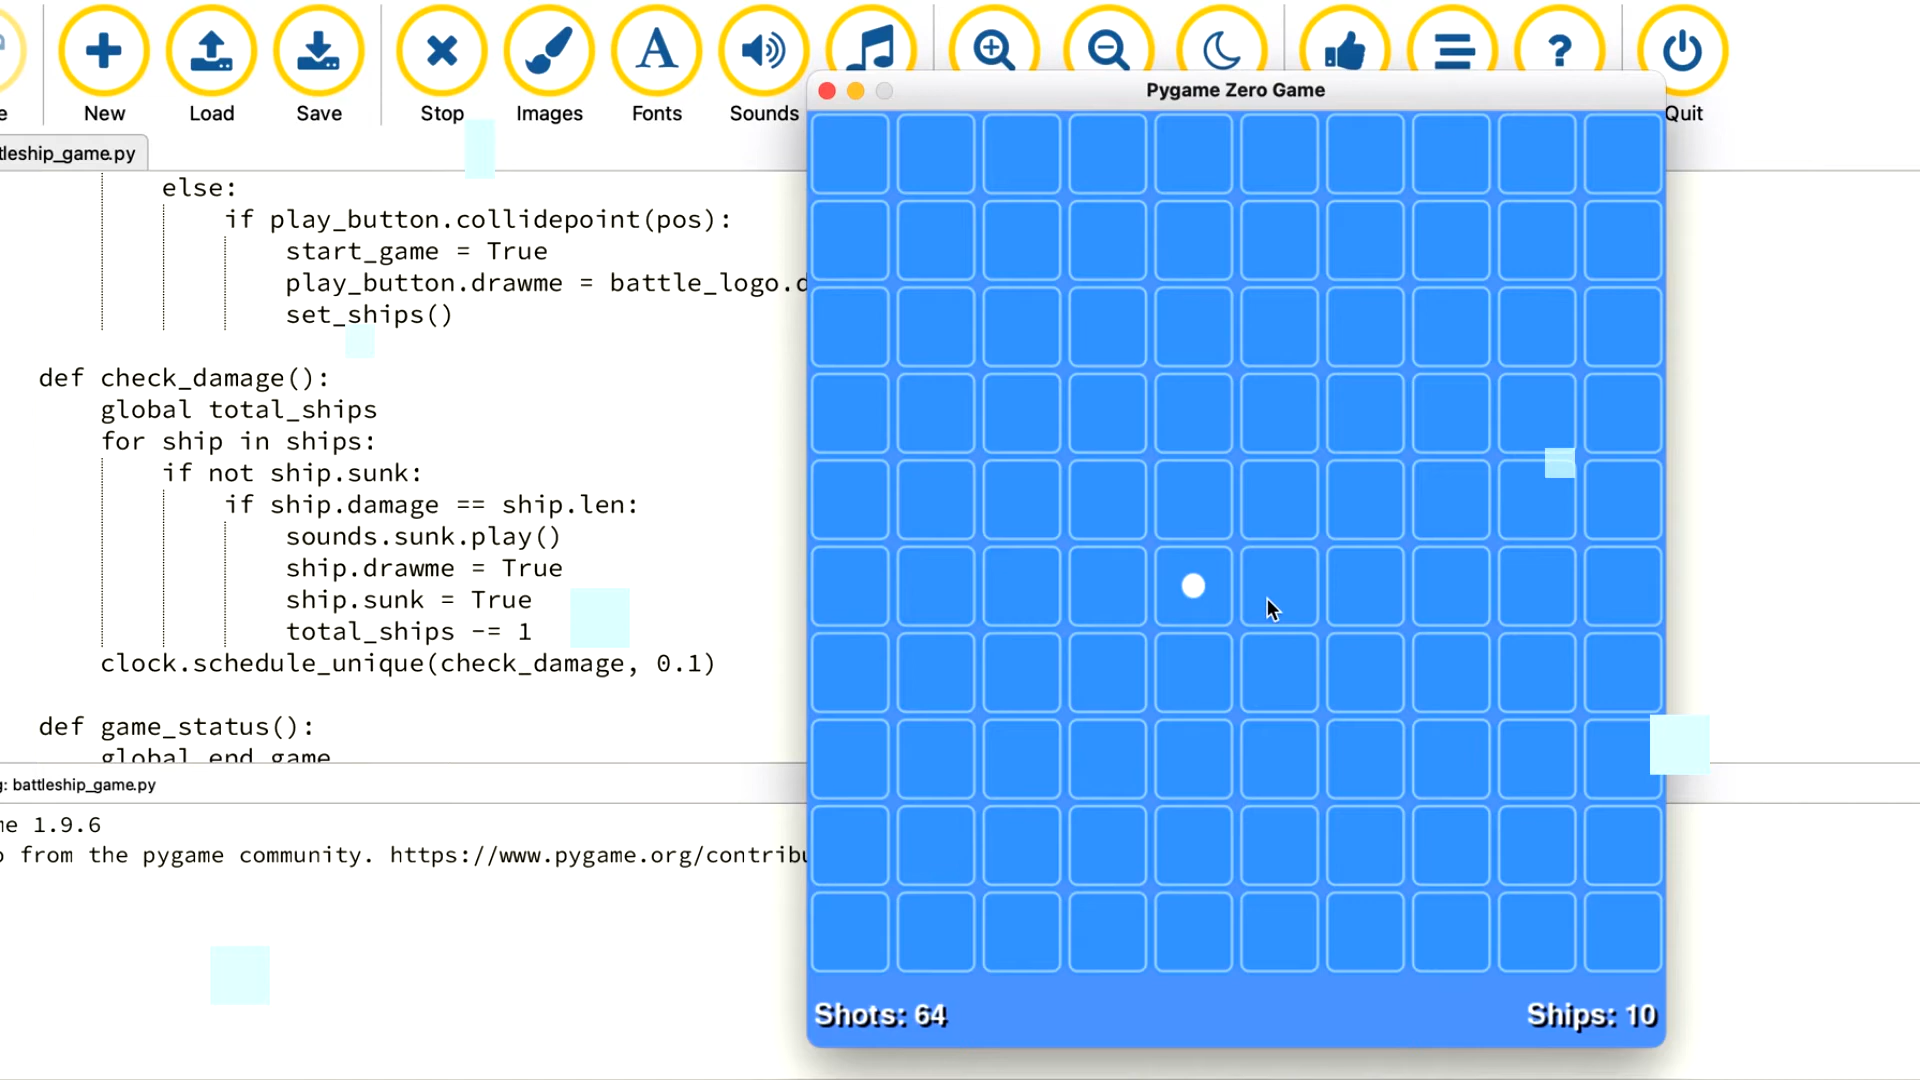 New
Load
Save
Stop
Images
Fonts
Sounds
Quit
Pygame Zero Game
tleship_game.py
else:
if play_button.collidepoint(pos):
start_game = True
play_button.drawme = battle_logo.d
set_ships()
def check_damage():
global total_ships
for ship in ships:
if not ship.sunk:
if ship.damage == ship.len:
sounds.sunk.play()
ship.drawme = True
ship.sunk = True
total_ships -= 1
clock.schedule_unique(check_damage, 0.1)
def game_status():
global end_game
g: battleship_game.py
me 1.9.6
o from the pygame community. https://www.pygame.org/contribu
Shots: 64
Ships: 10